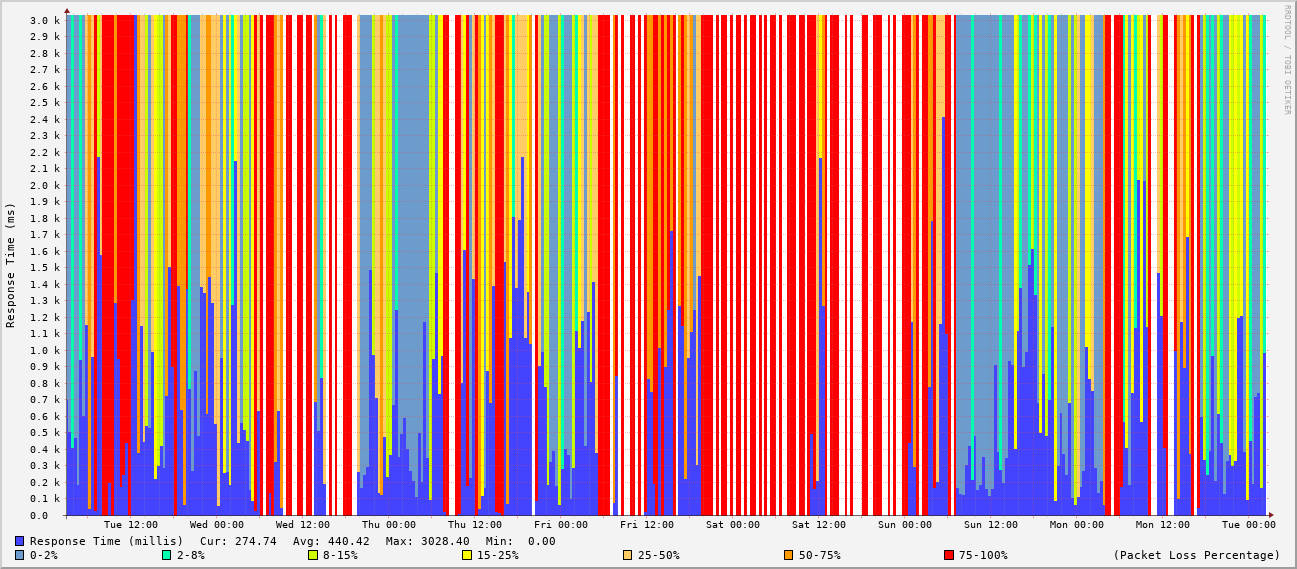 RRDTOOL / TOBI OETIKER
Response Time (ms)
3.0 k
2.9 k
2.8 k
2.7 k
2.6 k
2.5 k
2.4 k
2.3 k
2.2 k
2.1 k
2.0 k
1.9 k
1.8 k
1.7 k
1.6 k
1.5 k
1.4 k
1.3 k
1.2 k
1.1 k
1.0 k
0.9 k
0.8 k
0.7 k
0.6 k
0.5 k
0.4 k
0.3 k
0.2 k
0.1 k
0.0
Tue 12:00 Wed 00:00 Wed 12:00 Thu 00:00 Thu 12:00 Fri 00:00 Fri 12:00 Sat 00:00 Sat 12:00 Sun 00:00 Sun 12:00 Mon 00:00 Mon 12:00 Tue 00:00
Response Time (millis) Cur: 274.74 Avg: 440.42 Max: 3028.40 Min: 0.00
0-2% 2-8% 8-15% 15-25% 25-50% 50-75% 75-100% (Packet Loss Percentage)